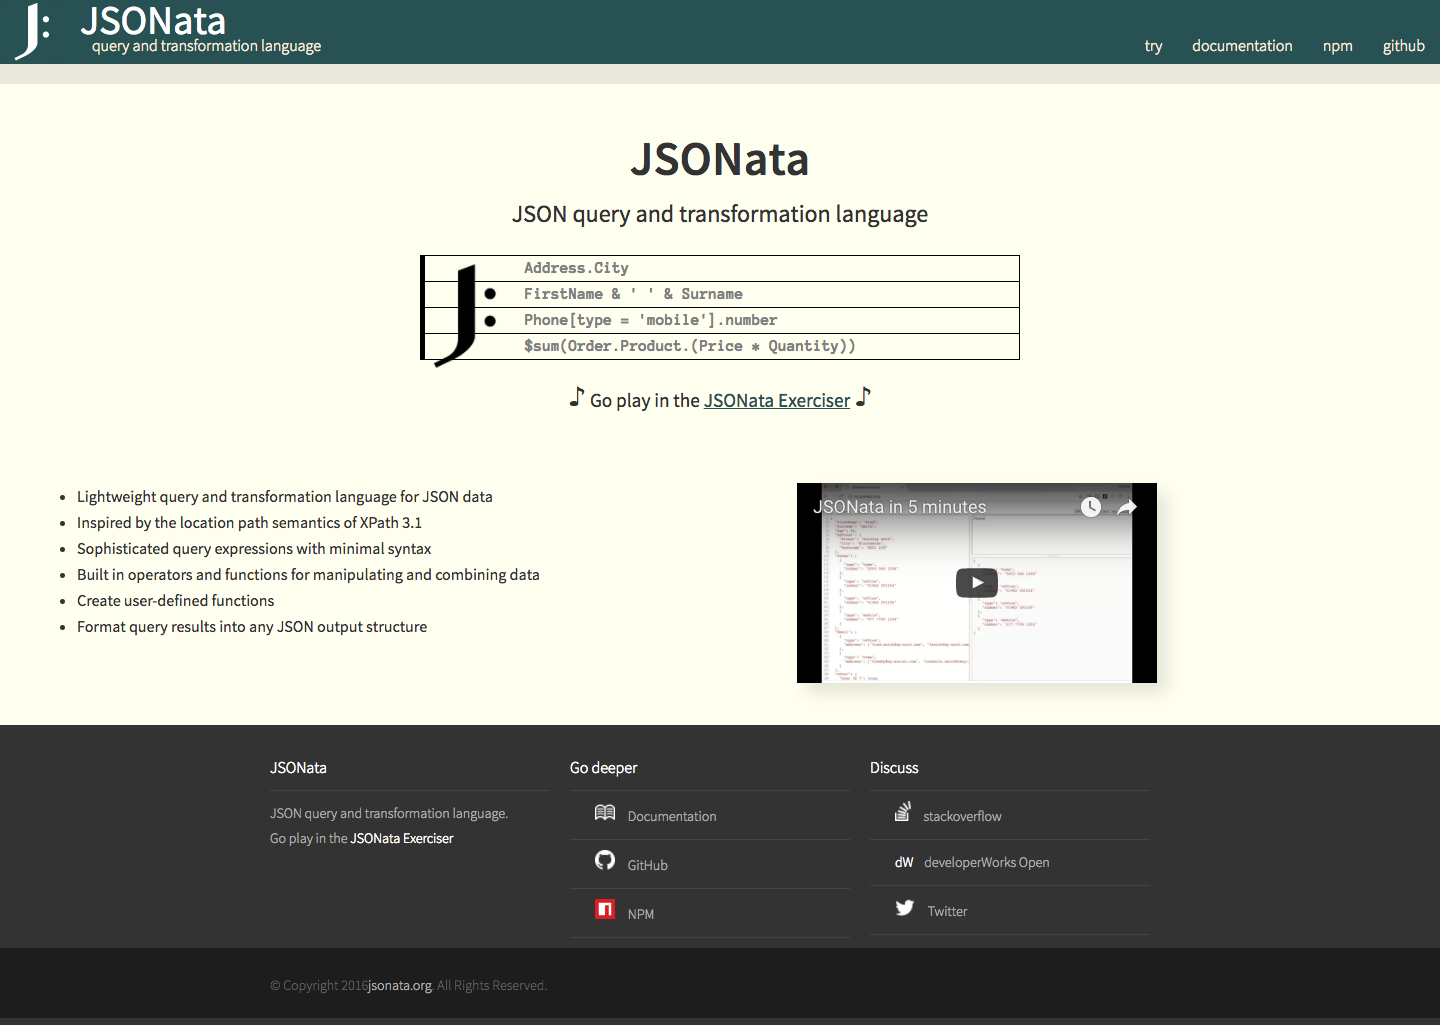 JSONata
query and transformation language
try documentation npm github
JSONata
JSON query and transformation language
Address.City
FirstName & ' ' & Surname
Phone[type = 'mobile'].number
$sum(Order.Product.(Price * Quantity))
♪ Go play in the JSONata Exerciser ♪
• Lightweight query and transformation language for JSON data
• Inspired by the location path semantics of XPath 3.1
• Sophisticated query expressions with minimal syntax
• Built in operators and functions for manipulating and combining data
• Create user-defined functions
• Format query results into any JSON output structure
JSONata in 5 minutes
JSONata
JSON query and transformation language.
Go play in the JSONata Exerciser
Go deeper
Documentation
GitHub
NPM
Discuss
stackoverflow
dW developerWorks Open
Twitter
© Copyright 2016jsonata.org. All Rights Reserved.